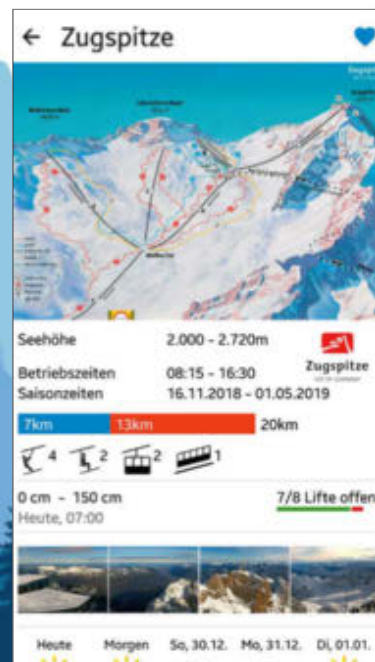 ← Zugspitze
Seehöhe 2.000 - 2.720m
Betriebszeiten 08:15 - 16:30
Zugspitze
Saisonzeiten 16.11.2018 - 01.05.2019
7km 13km 20km
4 2 2 1
0 cm - 150 cm 7/8 Lifte offen
Heute, 07:00
Heute Morgen So, 30.12. Mo, 31.12. Di, 01.01.